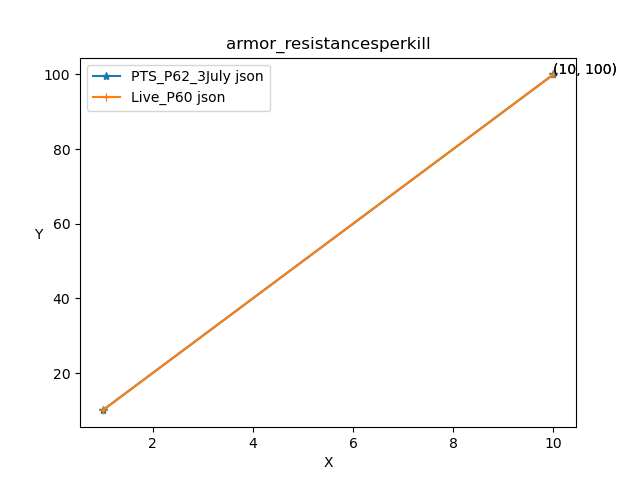 armor_resistancesperkill
PTS_P62_3July json
Live_P60 json
(10, 100)
100
80
60
40
20
Y
2 4 6 8 10
X